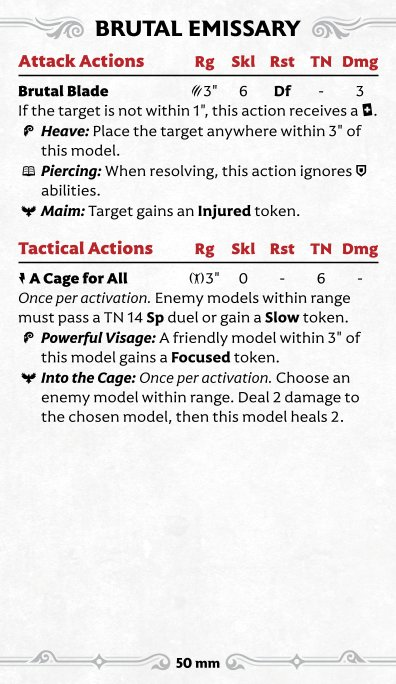 BRUTAL EMISSARY
Attack Actions Rg Skl Rst TN Dmg
Brutal Blade 3" 6 Df - 3
If the target is not within 1", this action receives a .
Heave: Place the target anywhere within 3" of
this model.
Piercing: When resolving, this action ignores
abilities.
Maim: Target gains an Injured token.
Tactical Actions Rg Skl Rst TN Dmg
A Cage for All 3" 0 - 6 -
Once per activation. Enemy models within range
must pass a TN 14 Sp duel or gain a Slow token.
Powerful Visage: A friendly model within 3" of
this model gains a Focused token.
Into the Cage: Once per activation. Choose an
enemy model within range. Deal 2 damage to
the chosen model, then this model heals 2.
50 mm